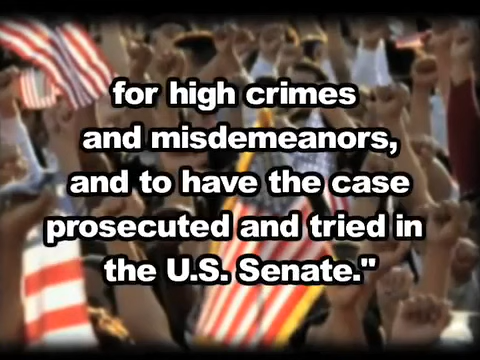 for high crimes
and misdemeanors,
and to have the case
prosecuted and tried in
the U.S. Senate."